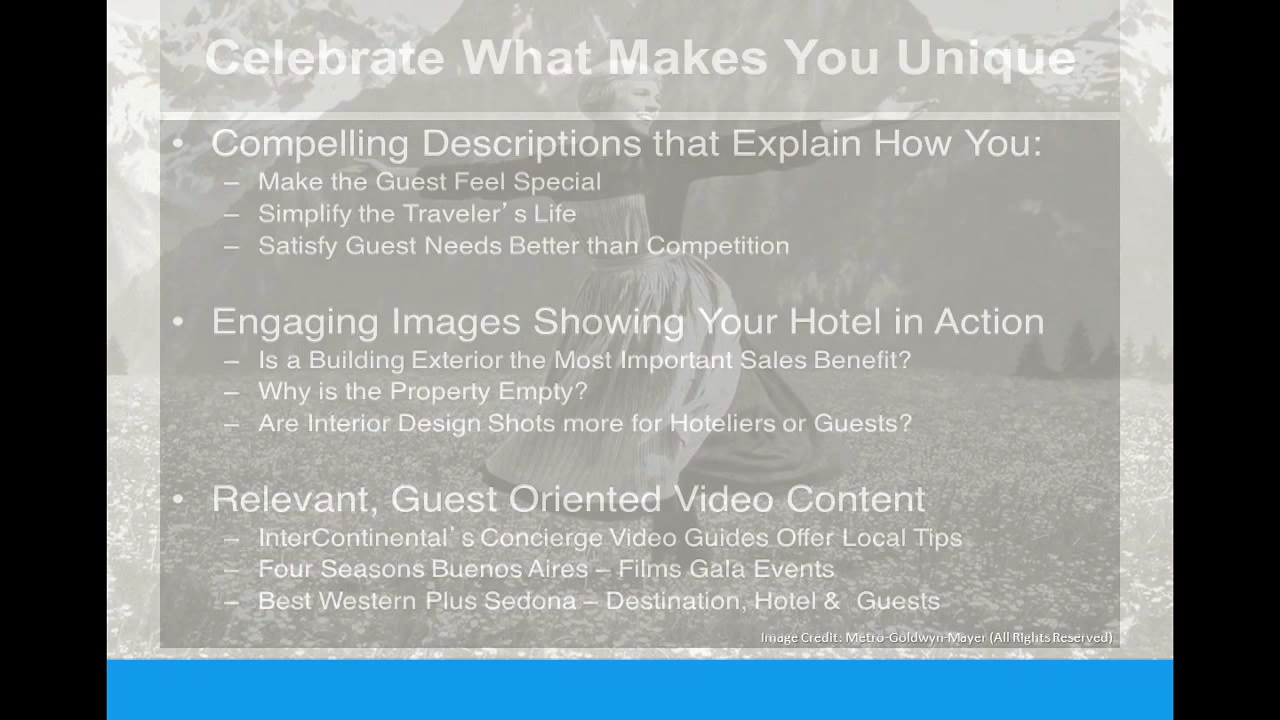 Celebrate What Makes You Unique
• Compelling Descriptions that Explain How You:
– Make the Guest Feel Special
– Simplify the Traveler’s Life
– Satisfy Guest Needs Better than Competition
• Engaging Images Showing Your Hotel in Action
– Is a Building Exterior the Most Important Sales Benefit?
– Why is the Property Empty?
– Are Interior Design Shots more for Hoteliers or Guests?
• Relevant, Guest Oriented Video Content
– InterContinental’s Concierge Video Guides Offer Local Tips
– Four Seasons Buenos Aires – Films Gala Events
– Best Western Plus Sedona – Destination, Hotel & Guests
Image Credit: Metro-Goldwyn-Mayer (All Rights Reserved)